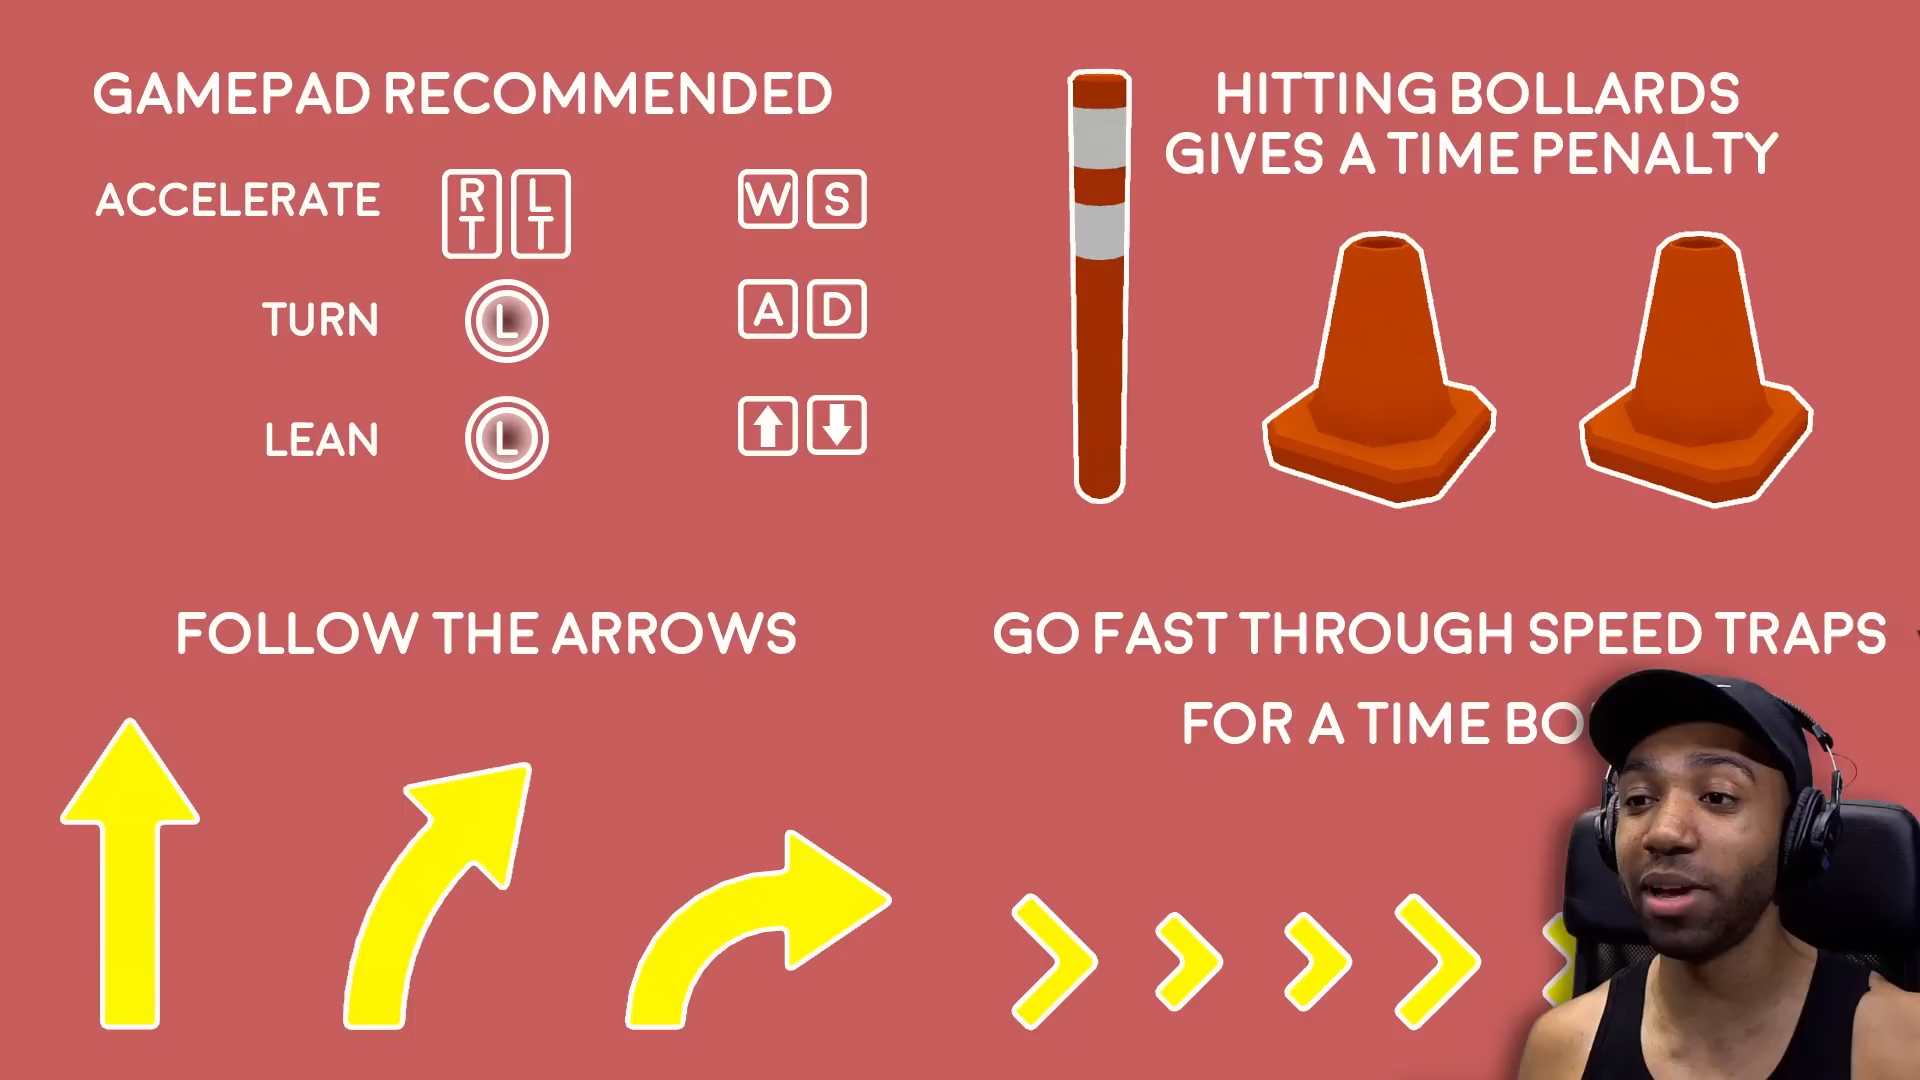 GAMEPAD RECOMMENDED
ACCELERATE RT LT W S
TURN L A D
LEAN L
HITTING BOLLARDS
GIVES A TIME PENALTY
FOLLOW THE ARROWS
GO FAST THROUGH SPEED TRAPS
FOR A TIME